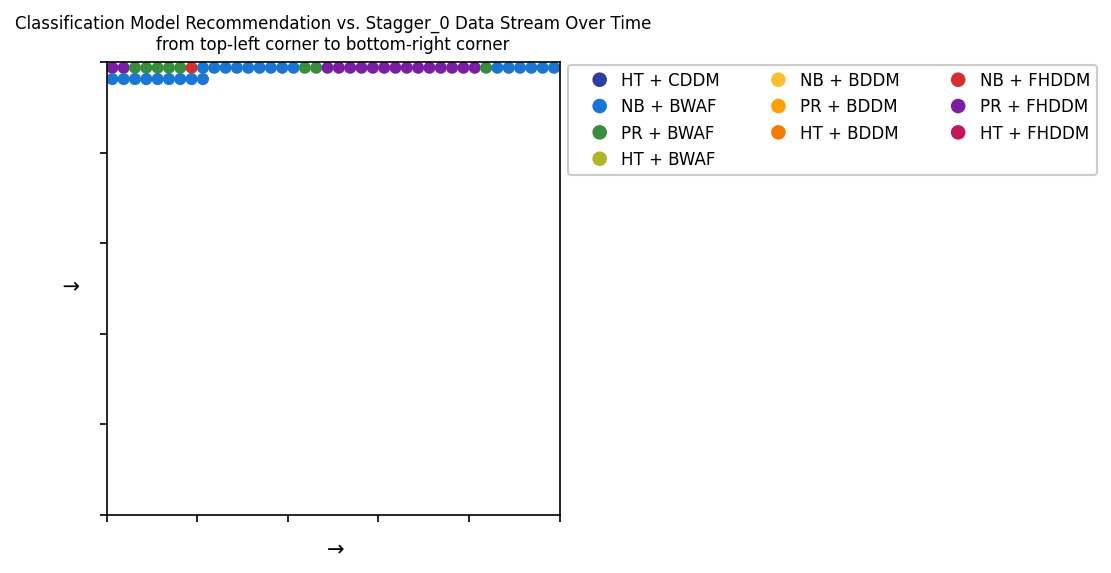 Classification Model Recommendation vs. Stagger_0 Data Stream Over Time
from top-left corner to bottom-right corner
HT + CDDM
NB + BWAF
PR + BWAF
HT + BWAF
NB + BDDM
PR + BDDM
HT + BDDM
NB + FHDDM
PR + FHDDM
HT + FHDDM
→
→